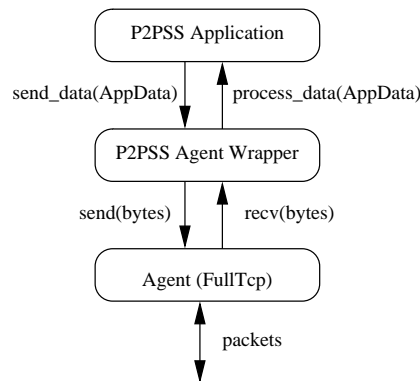 P2PSS Application
send_data(AppData)
process_data(AppData)
P2PSS Agent Wrapper
send(bytes)
recv(bytes)
Agent (FullTcp)
packets